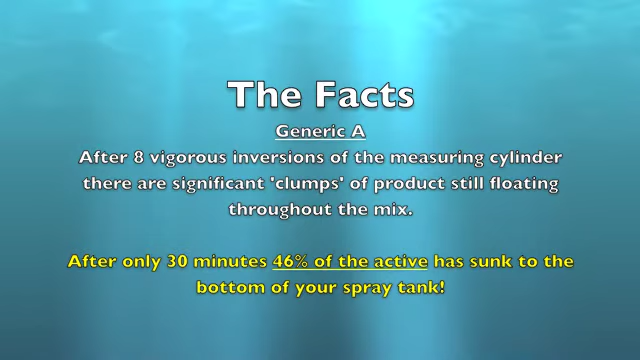 The Facts
Generic A
After 8 vigorous inversions of the measuring cylinder
there are significant 'clumps' of product still floating
throughout the mix.
After only 30 minutes 46% of the active has sunk to the
bottom of your spray tank!